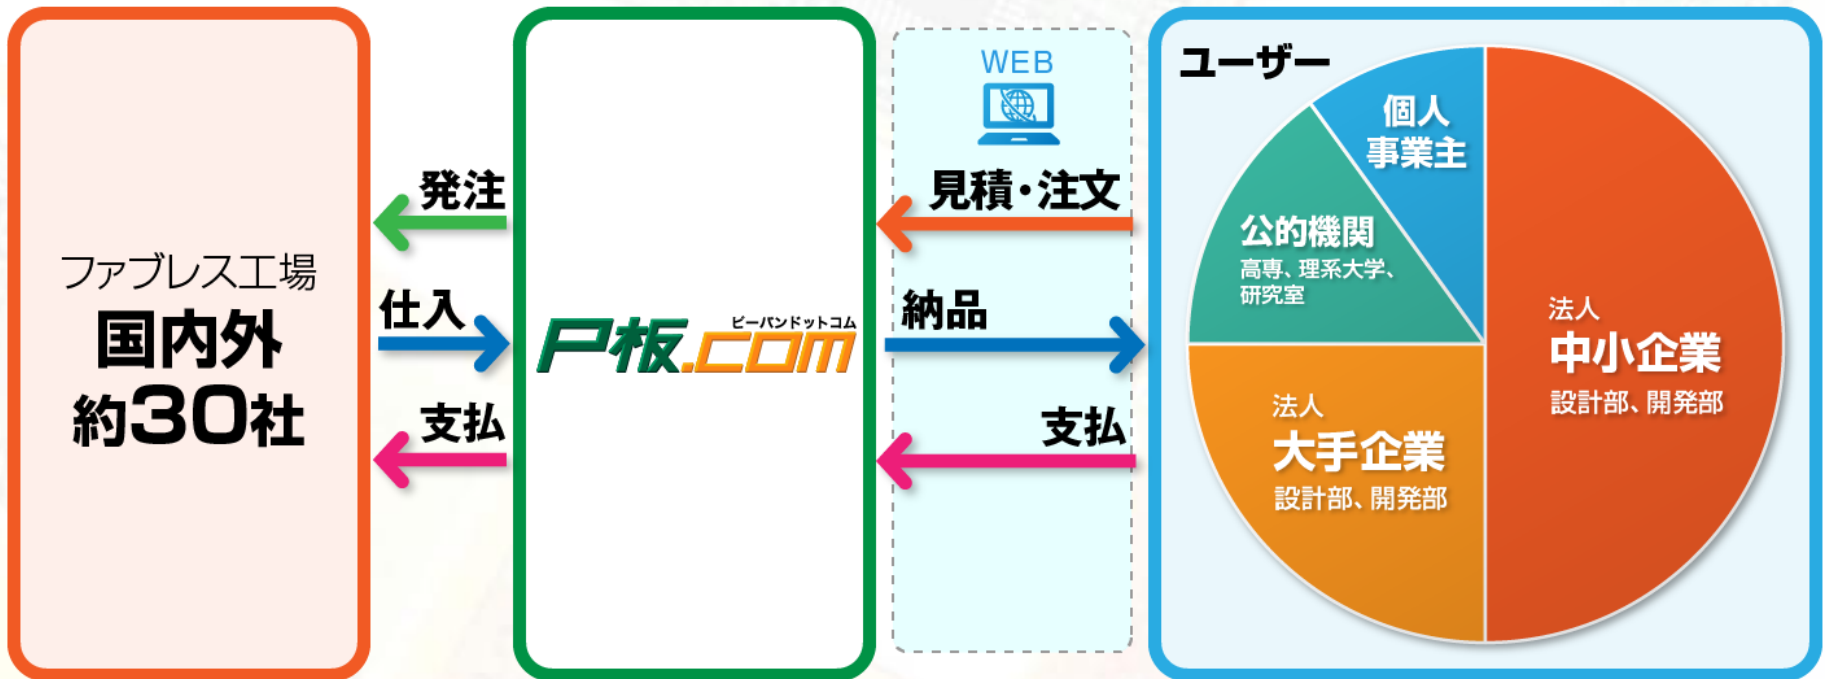 ファブレス工場
国内外
約30社
発注
仕入
支払
ピーバンドットコム
P板.com
WEB
見積・注文
納品
支払
ユーザー
個人
事業主
公的機関
高専、理系大学、
研究室
法人
大手企業
設計部、開発部
法人
中小企業
設計部、開発部